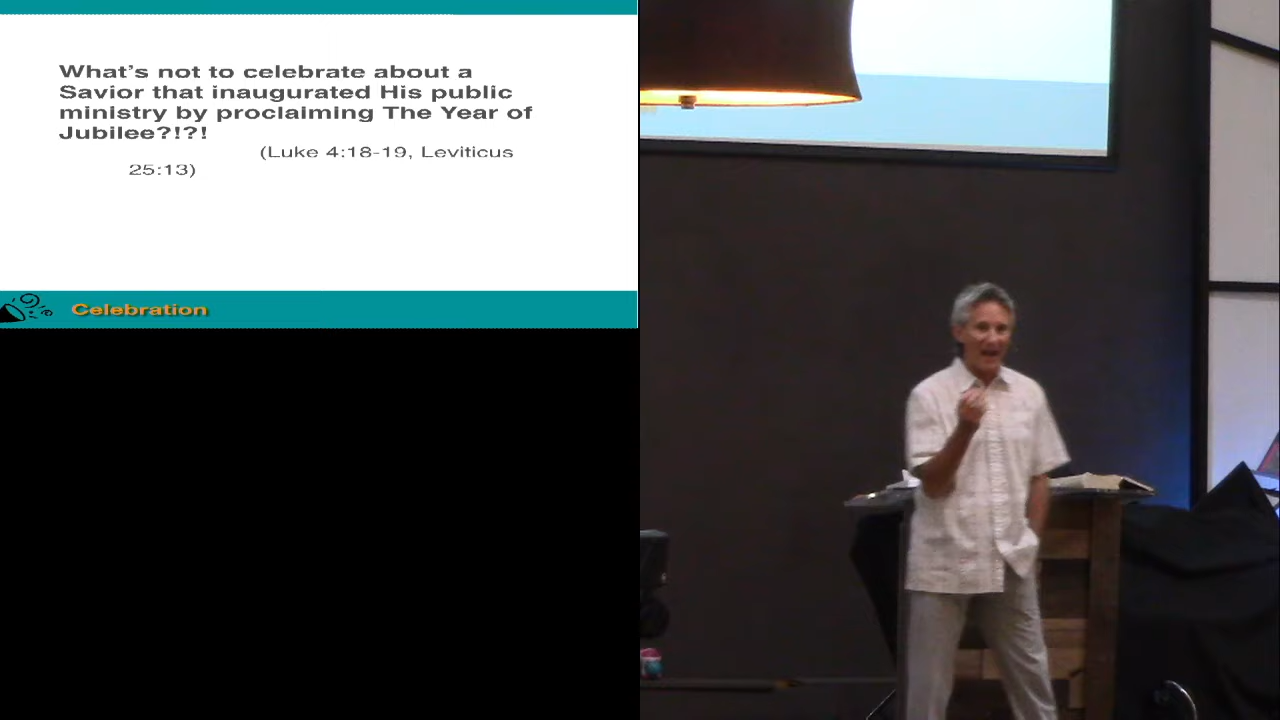 What's not to celebrate about a
Savior that inaugurated His public
ministry by proclaiming The Year of
Jubilee?!?!
(Luke 4:18-19, Leviticus
25:13)
Celebration